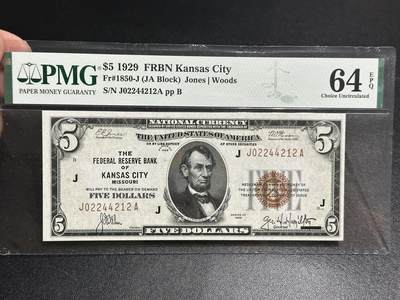 PMG
PAPER MONEY GUARANTY
$5 1929 FRBN Kansas City
Fr#1850-J (JA Block) Jones | Woods
S/N J02244212A pp B
64 EPQ
Choice Uncirculated
NATIONAL CURRENCY
THE UNITED STATES OF AMERICA
5
5
THE
FEDERAL RESERVE BANK
OF
KANSAS CITY
MISSOURI
WILL PAY TO THE BEARER ON DEMAND
FIVE DOLLARS
J
J02244212A
J
J
J02244212A
J
5
5
FIVE DOLLARS